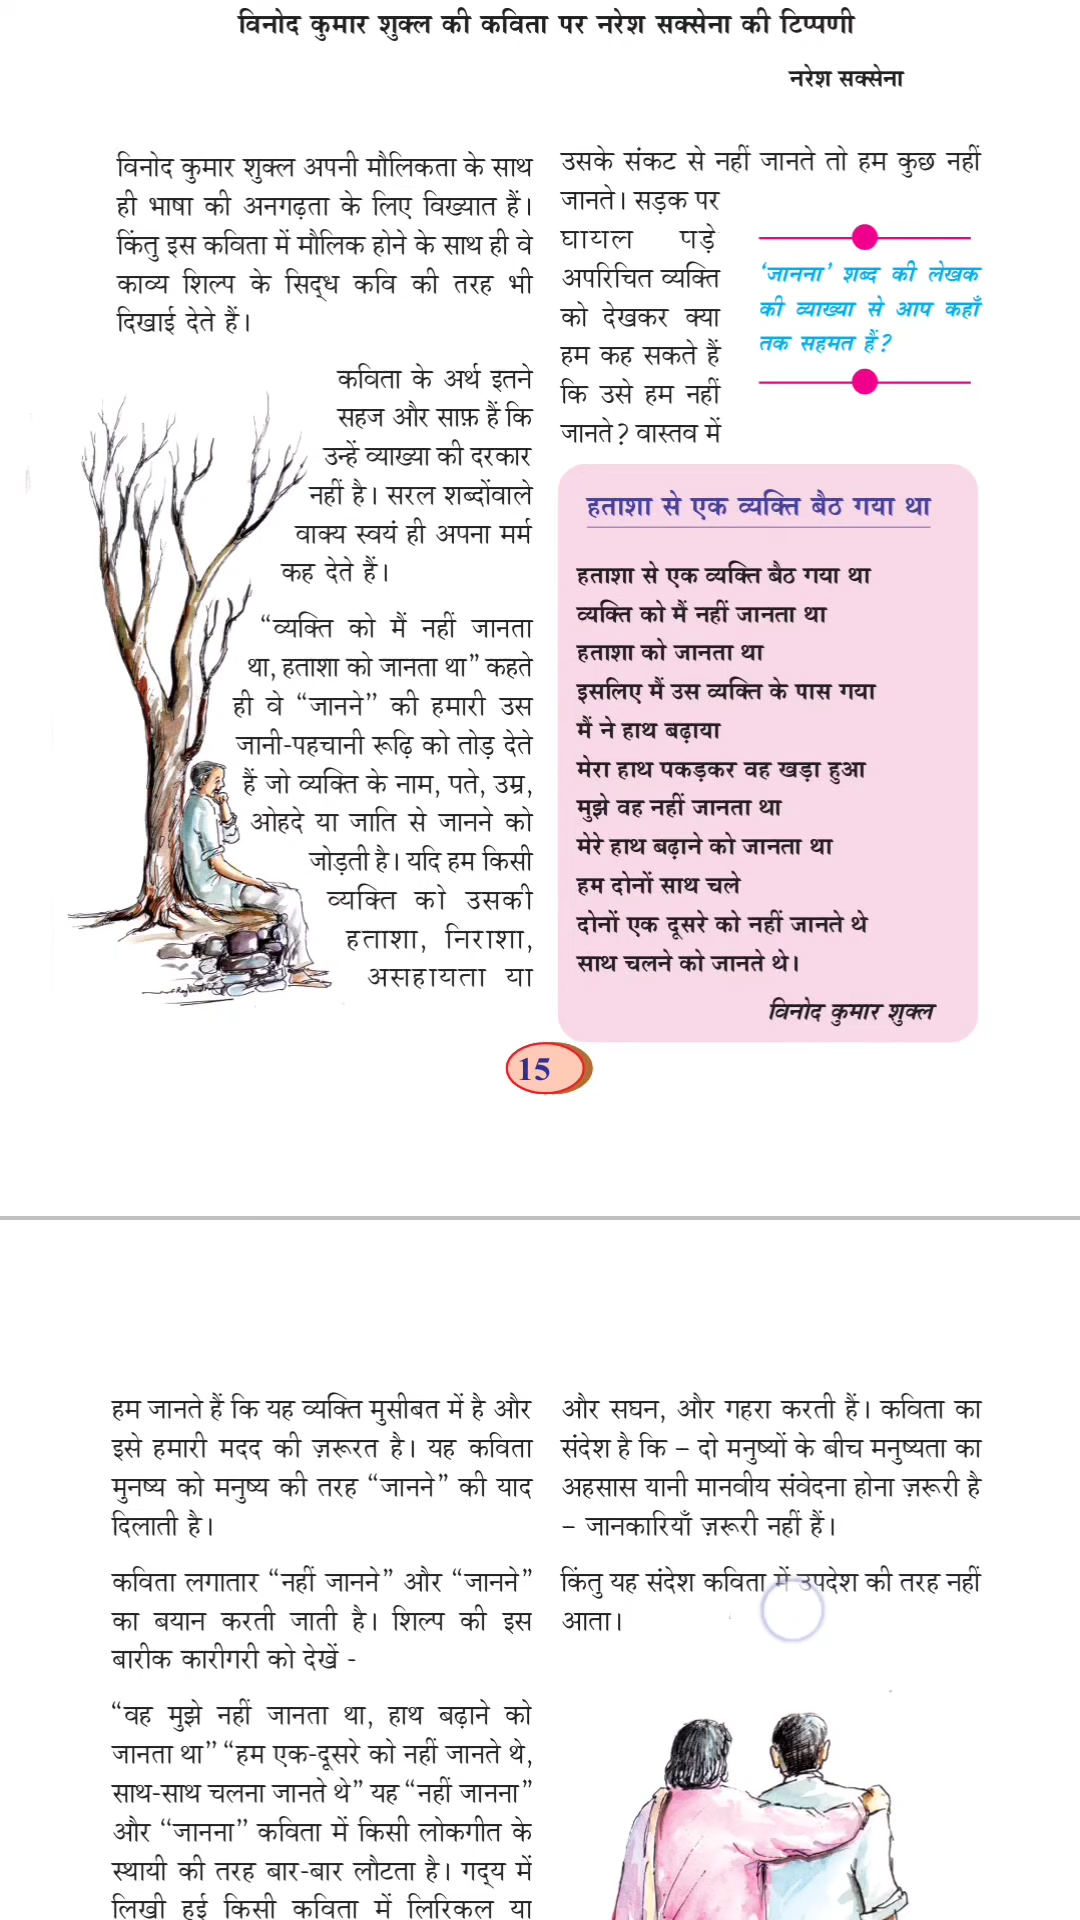 विनोद कुमार शुक्ल की कविता पर नरेश सक्सेना की टिप्पणी
नरेश सक्सेना
विनोद कुमार शुक्ल अपनी मौलिकता के साथ
ही भाषा की अनगढ़ता के लिए विख्यात हैं।
किंतु इस कविता में मौलिक होने के साथ ही वे
काव्य शिल्प के सिद्ध कवि की तरह भी
दिखाई देते हैं।
कविता के अर्थ इतने
सहज और साफ़ हैं कि
उन्हें व्याख्या की दरकार
नहीं है। सरल शब्दोंवाले
वाक्य स्वयं ही अपना मर्म
कह देते हैं।
“व्यक्ति को मैं नहीं जानता
था, हताशा को जानता था” कहते
ही वे “जानने” की हमारी उस
जानी-पहचानी रूढ़ि को तोड़ देते
हैं जो व्यक्ति के नाम, पते, उम्र,
ओहदे या जाति से जानने को
जोड़ती है। यदि हम किसी
व्यक्ति को उसकी
हताशा, निराशा,
असहायता या
उसके संकट से नहीं जानते तो हम कुछ नहीं
जानते। सड़क पर
घायल पड़े
अपरिचित व्यक्ति
को देखकर क्या
हम कह सकते हैं
कि उसे हम नहीं
जानते? वास्तव में
‘जानना’ शब्द की लेखक
की व्याख्या से आप कहाँ
तक सहमत हैं?
हताशा से एक व्यक्ति बैठ गया था
हताशा से एक व्यक्ति बैठ गया था
व्यक्ति को मैं नहीं जानता था
हताशा को जानता था
इसलिए मैं उस व्यक्ति के पास गया
मैं ने हाथ बढ़ाया
मेरा हाथ पकड़कर वह खड़ा हुआ
मुझे वह नहीं जानता था
मेरे हाथ बढ़ाने को जानता था
हम दोनों साथ चले
दोनों एक दूसरे को नहीं जानते थे
साथ चलने को जानते थे।
विनोद कुमार शुक्ल
15
हम जानते हैं कि यह व्यक्ति मुसीबत में है और
इसे हमारी मदद की ज़रूरत है। यह कविता
मुनष्य को मनुष्य की तरह “जानने” की याद
दिलाती है।
कविता लगातार “नहीं जानने” और “जानने”
का बयान करती जाती है। शिल्प की इस
बारीक कारीगरी को देखें -
“वह मुझे नहीं जानता था, हाथ बढ़ाने को
जानता था” “हम एक-दूसरे को नहीं जानते थे,
साथ-साथ चलना जानते थे” यह “नहीं जानना”
और “जानना” कविता में किसी लोकगीत के
स्थायी की तरह बार-बार लौटता है। गद्य में
लिखी हुई किसी कविता में लिरिकल या
और सघन, और गहरा करती हैं। कविता का
संदेश है कि – दो मनुष्यों के बीच मनुष्यता का
अहसास यानी मानवीय संवेदना होना ज़रूरी है
– जानकारियाँ ज़रूरी नहीं हैं।
किंतु यह संदेश कविता में उपदेश की तरह नहीं
आता।